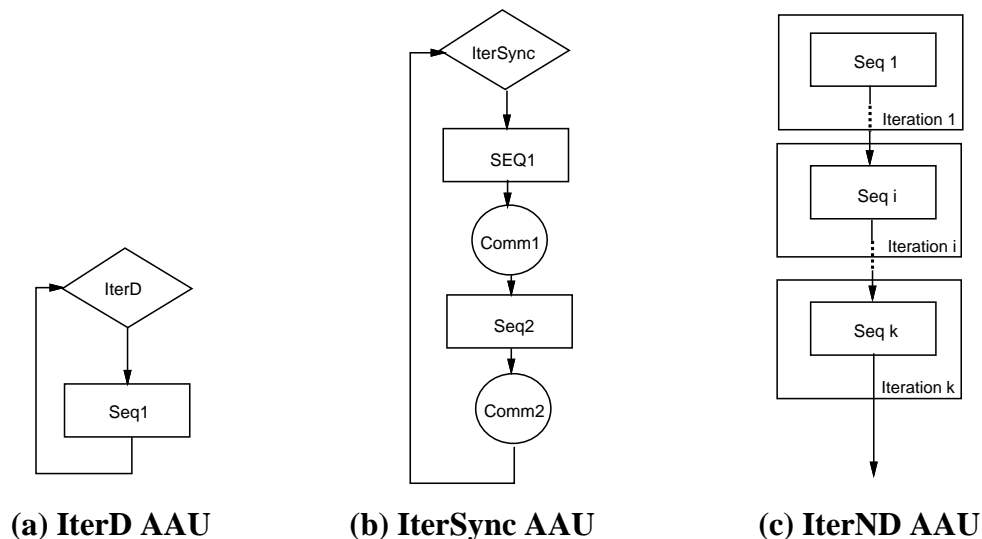 IterD
Seq1
(a) IterD AAU
IterSync
SEQ1
Comm1
Seq2
Comm2
(b) IterSync AAU
Seq 1
Iteration 1
Seq i
Iteration i
Seq k
Iteration k
(c) IterND AAU